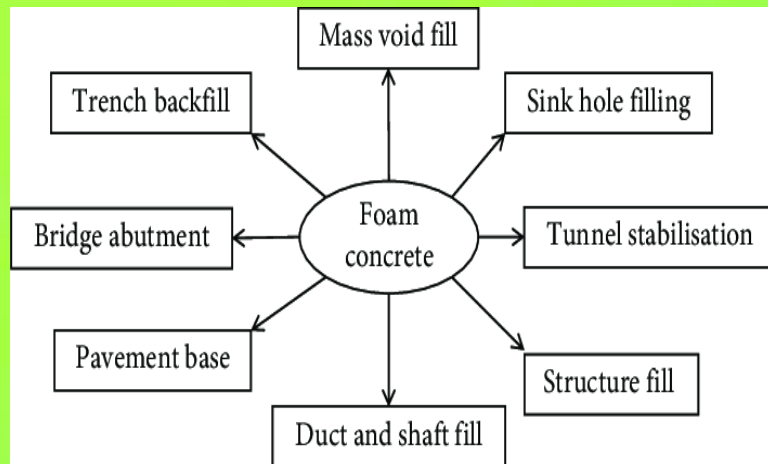 Mass void fill
Trench backfill
Sink hole filling
Foam
concrete
Bridge abutment
Tunnel stabilisation
Pavement base
Structure fill
Duct and shaft fill